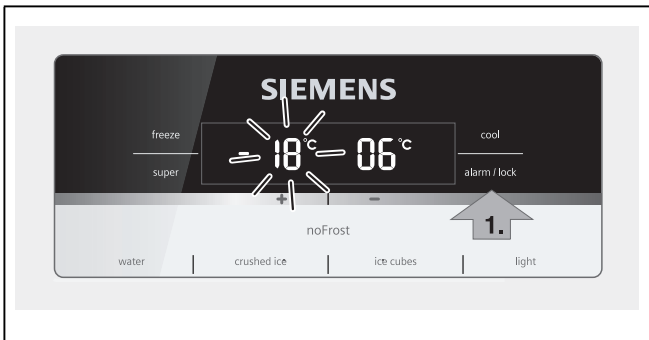 SIEMENS
freeze
super
- 18°C 06°C
cool
alarm / lock
+ | -
1.
noFrost
water | crushed ice | ice cubes | light